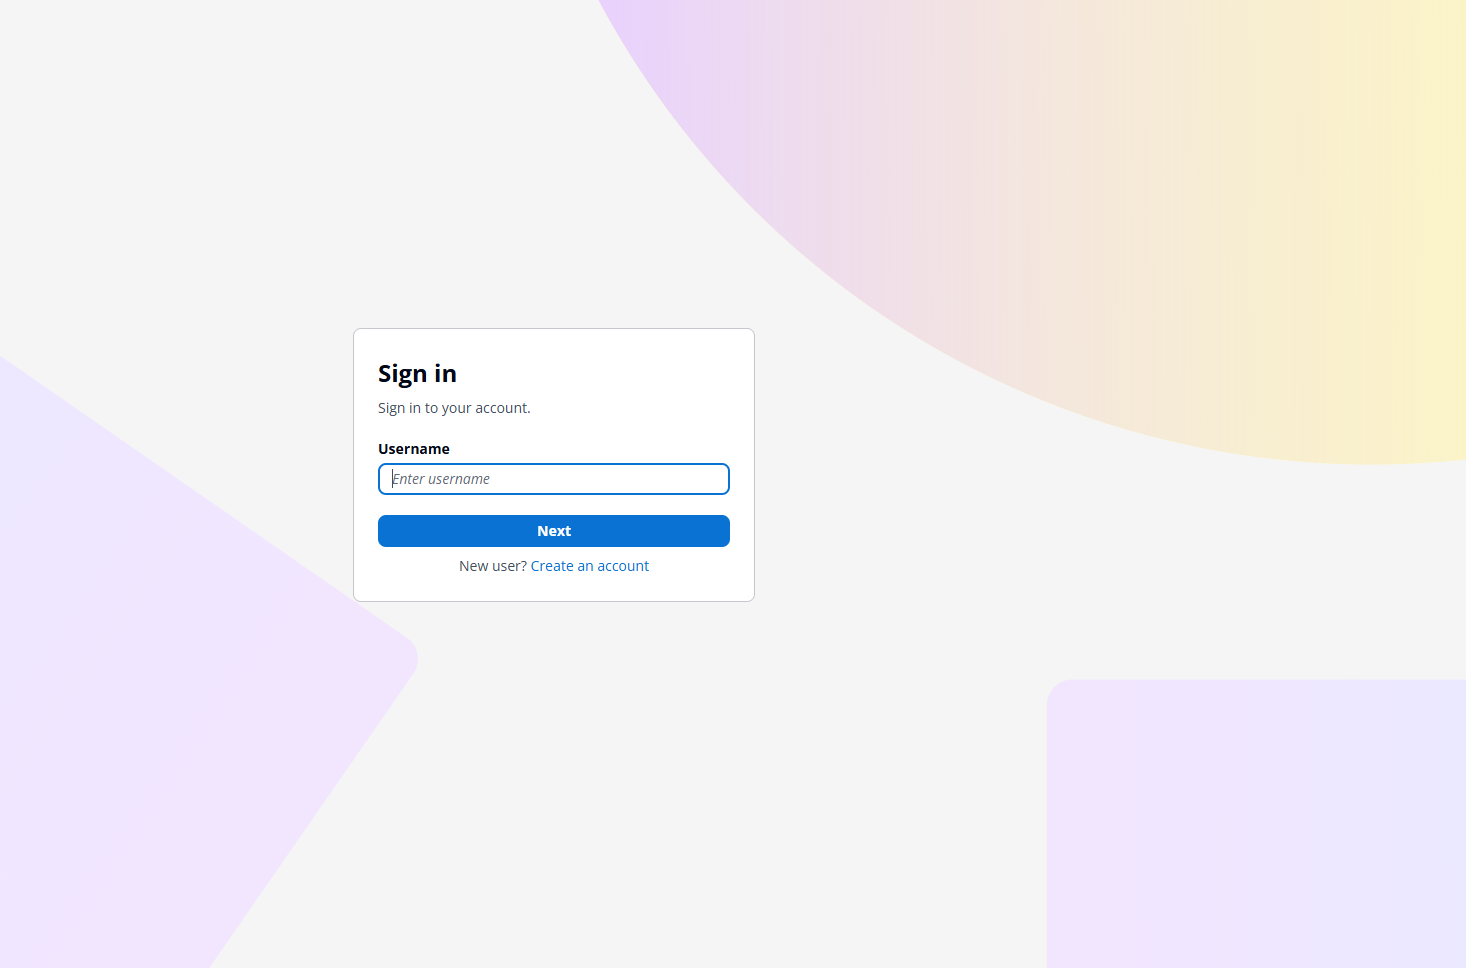 Sign in
Sign in to your account.
Username
Enter username
Next
New user? Create an account